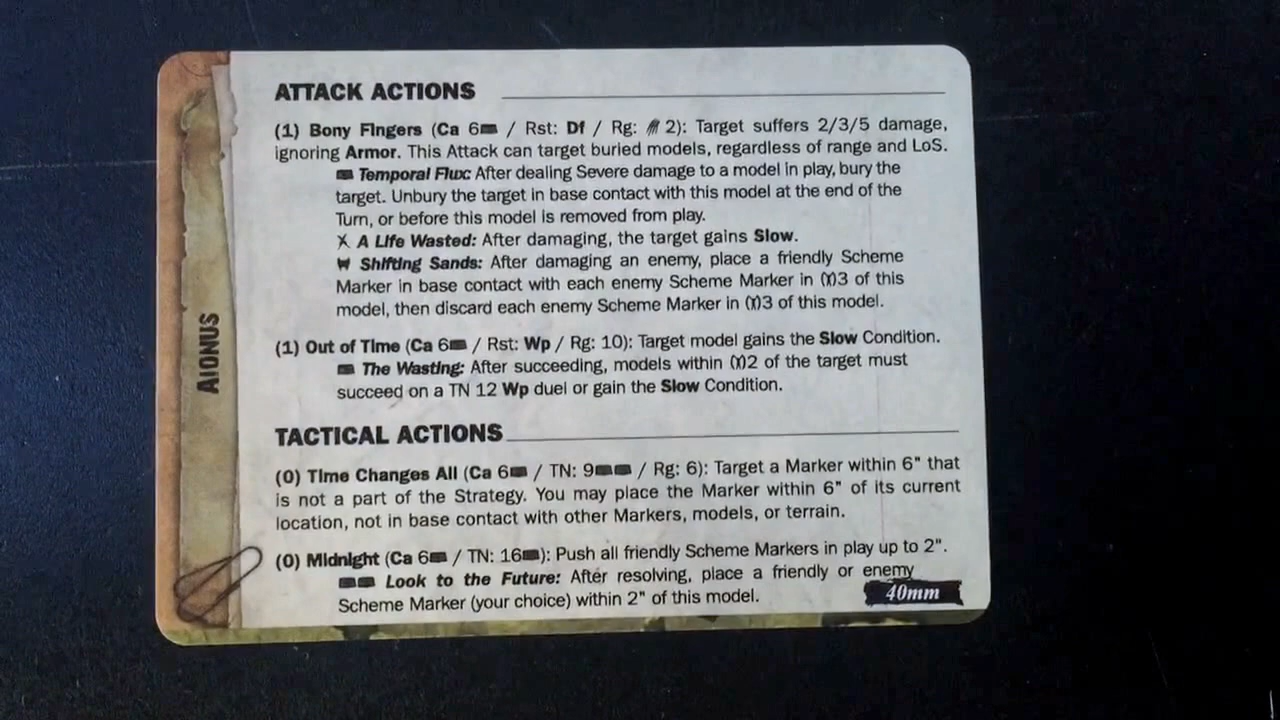 ATTACK ACTIONS
(1) Bony Fingers (Ca 6 / Rst: Df / Rg: 2): Target suffers 2/3/5 damage,
ignoring Armor. This Attack can target buried models, regardless of range and LoS.
Temporal Flux: After dealing Severe damage to a model in play, bury the
target. Unbury the target in base contact with this model at the end of the
Turn, or before this model is removed from play.
A Life Wasted: After damaging, the target gains Slow.
Shifting Sands: After damaging an enemy, place a friendly Scheme
Marker in base contact with each enemy Scheme Marker in 3 of this
model, then discard each enemy Scheme Marker in 3 of this model.
(1) Out of Time (Ca 6 / Rst: Wp / Rg: 10): Target model gains the Slow Condition.
The Wasting: After succeeding, models within 2 of the target must
succeed on a TN 12 Wp duel or gain the Slow Condition.
AIONUS
TACTICAL ACTIONS
(0) Time Changes All (Ca 6 / TN: 9 / Rg: 6): Target a Marker within 6" that
is not a part of the Strategy. You may place the Marker within 6" of its current
location, not in base contact with other Markers, models, or terrain.
(0) Midnight (Ca 6 / TN: 16): Push all friendly Scheme Markers in play up to 2".
Look to the Future: After resolving, place a friendly or enemy
Scheme Marker (your choice) within 2" of this model.
40mm